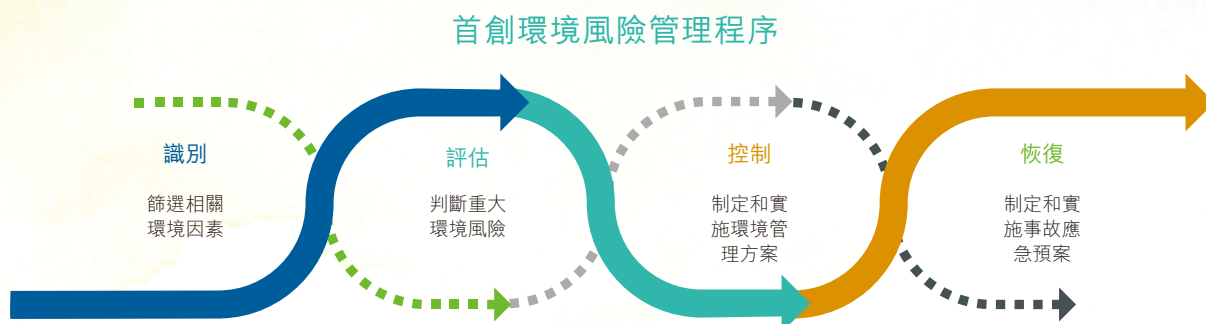 首創環境風險管理程序
識別
篩選相關
環境因素
評估
判斷重大
環境風險
控制
制定和實
施環境管
理方案
恢復
制定和實
施事故應
急預案